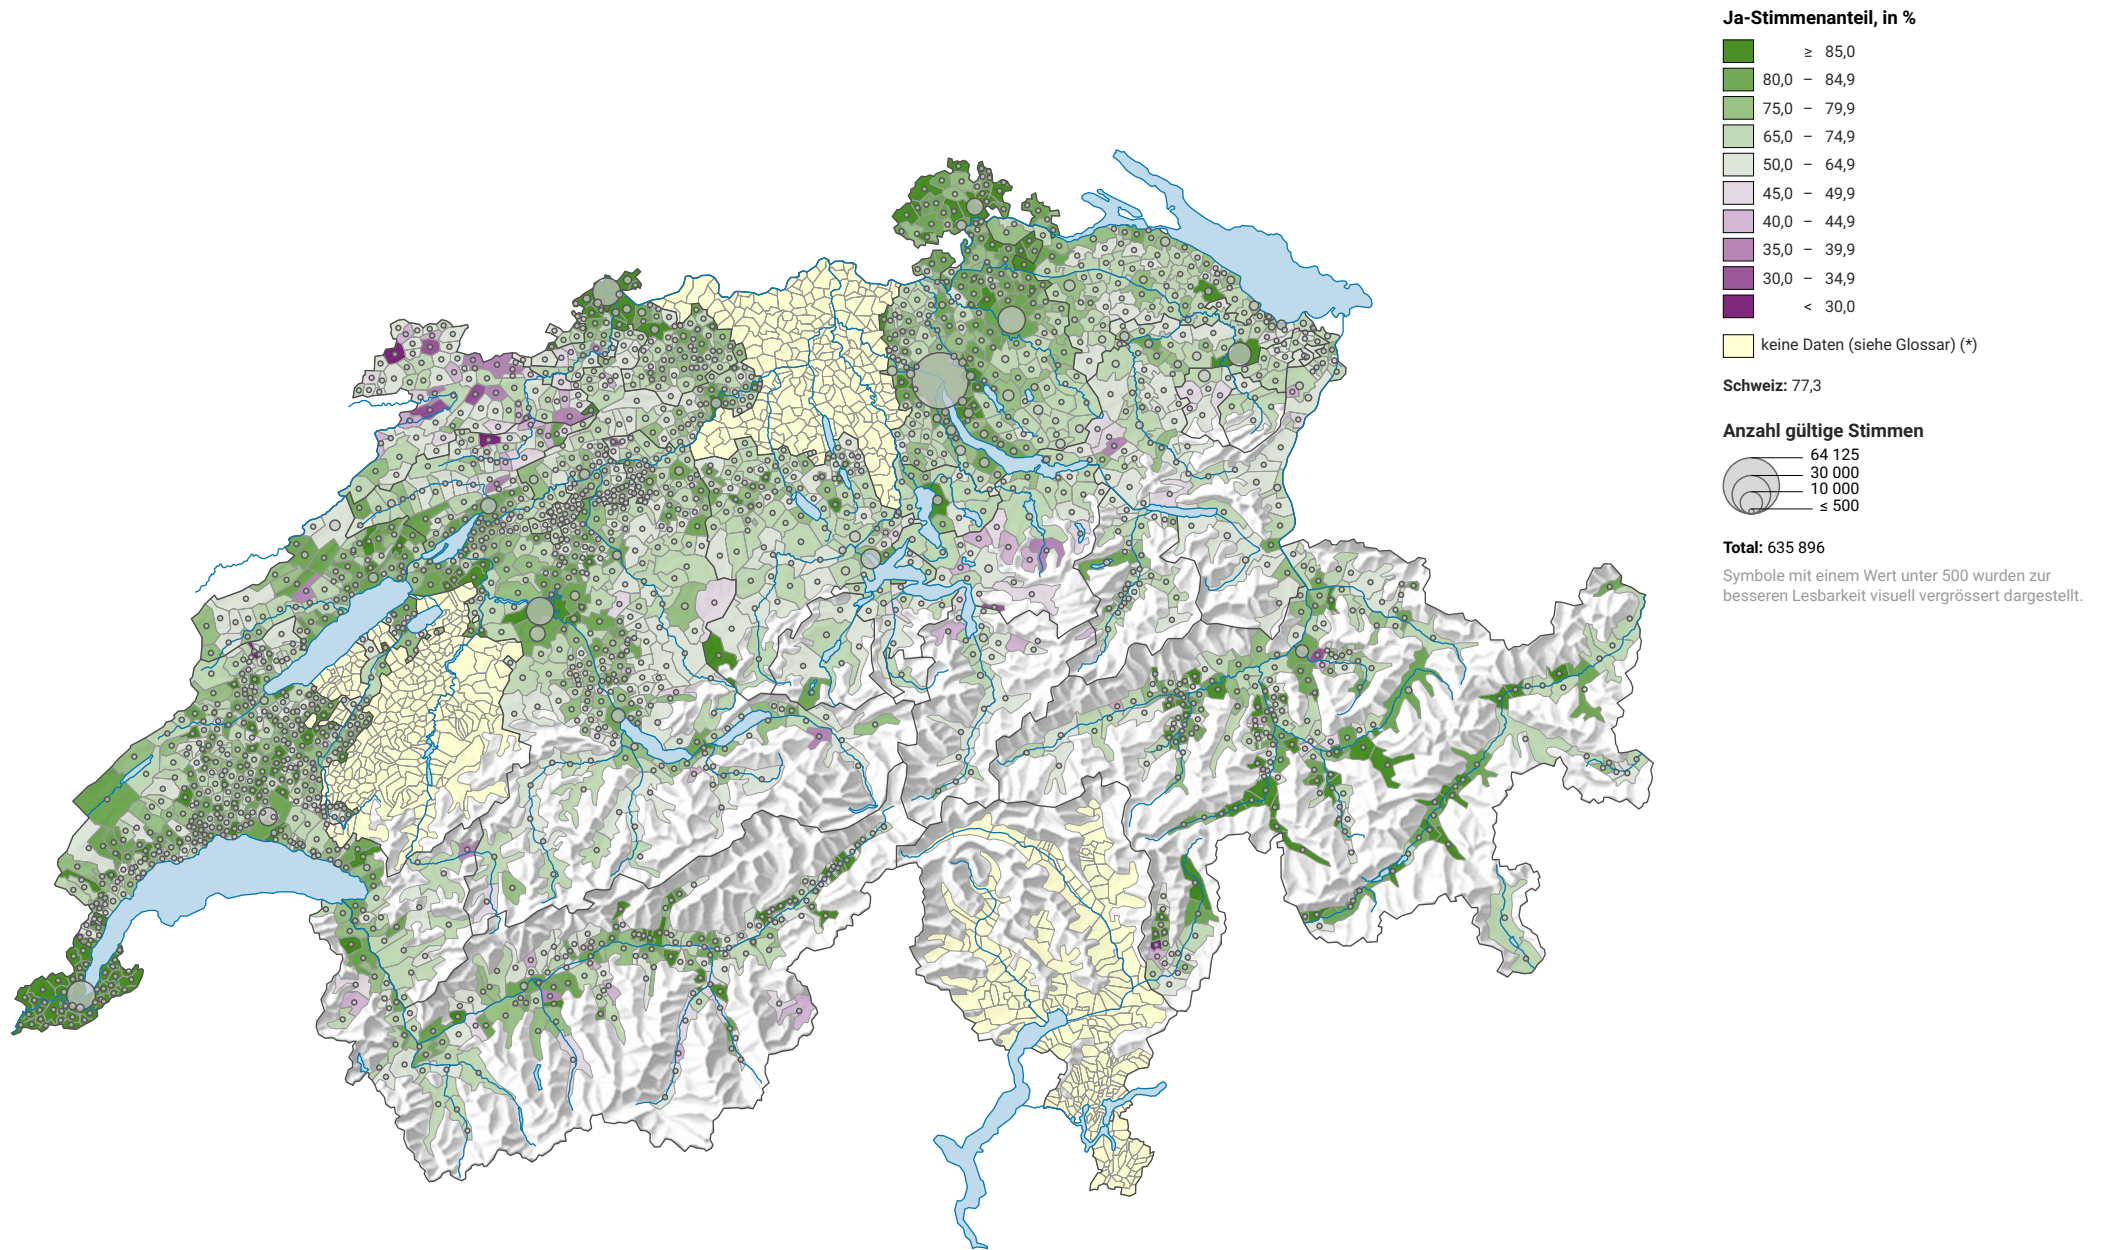 Ja-Stimmenanteil, in %
≥ 85,0
80,0 – 84,9
75,0 – 79,9
65,0 – 74,9
50,0 – 64,9
45,0 – 49,9
40,0 – 44,9
35,0 – 39,9
30,0 – 34,9
< 30,0
keine Daten (siehe Glossar) (*)
Schweiz: 77,3
Anzahl gültige Stimmen
64 125
30 000
10 000
≤ 500
Total: 635 896
Symbole mit einem Wert unter 500 wurden zur
besseren Lesbarkeit visuell vergrössert dargestellt.